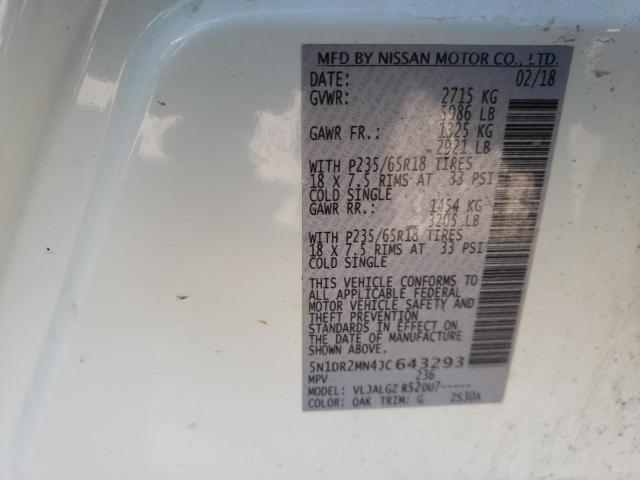 MFD BY NISSAN MOTOR CO., LTD.
DATE: 02/18
GVWR: 2715 KG
5986 LB
GAWR FR.: 1325 KG
2921 LB
WITH P235/65R18 TIRES
18 X 7.5 RIMS AT 33 PSI
COLD SINGLE
GAWR RR.: 1454 KG
3205 LB
WITH P235/65R18 TIRES
18 X 7.5 RIMS AT 33 PSI
COLD SINGLE
THIS VEHICLE CONFORMS TO
ALL APPLICABLE FEDERAL
MOTOR VEHICLE SAFETY AND
THEFT PREVENTION
STANDARDS IN EFFECT ON
THE DATE OF MANUFACTURE
SHOWN ABOVE.
5N1DR2MN4JC643293
MPV 236
MODEL: VLJALGZ R52DU7-----
COLOR: QAK TRIM: G 2S30A